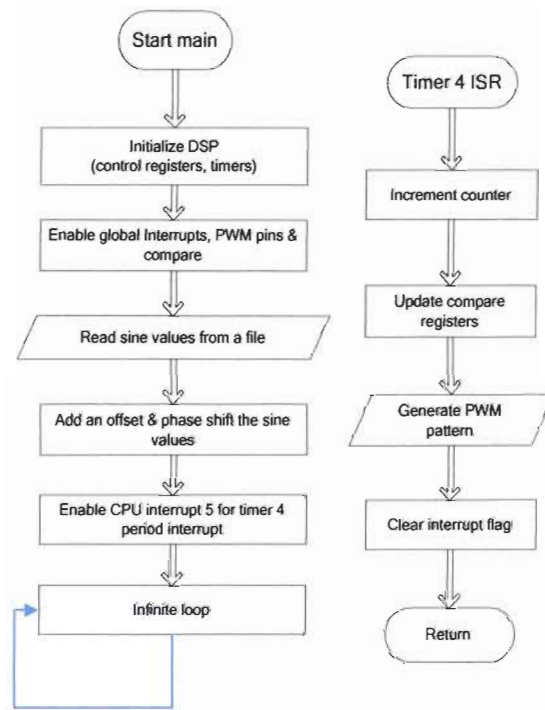 Start main
Initialize DSP
(control registers, timers)
Enable global Interrupts, PWM pins &
compare
Read sine values from a file
Add an offset & phase shift the sine
values
Enable CPU interrupt 5 for timer 4
period interrupt
Infinite loop
Timer 4 ISR
Increment counter
Update compare
registers
Generate PWM
pattern
Clear interrupt flag
Return